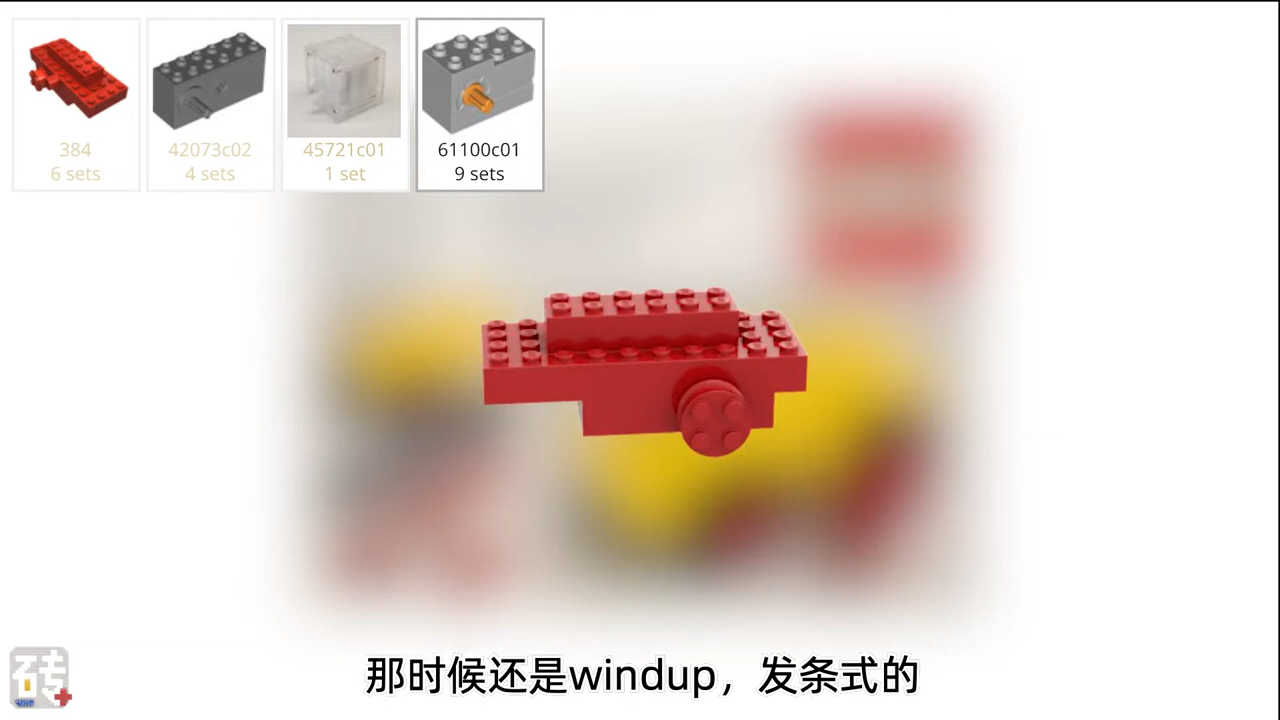 384
6 sets
42073c02
4 sets
45721c01
1 set
61100c01
9 sets
砖
那时候还是windup，发条式的